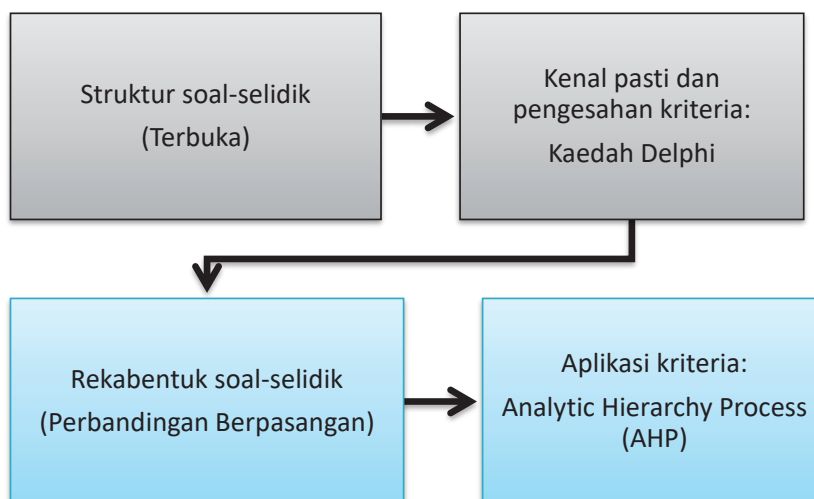 Struktur soal-selidik
(Terbuka)
Kenal pasti dan
pengesahan kriteria:
Kaedah Delphi
Rekabentuk soal-selidik
(Perbandingan Berpasangan)
Aplikasi kriteria:
Analytic Hierarchy Process
(AHP)